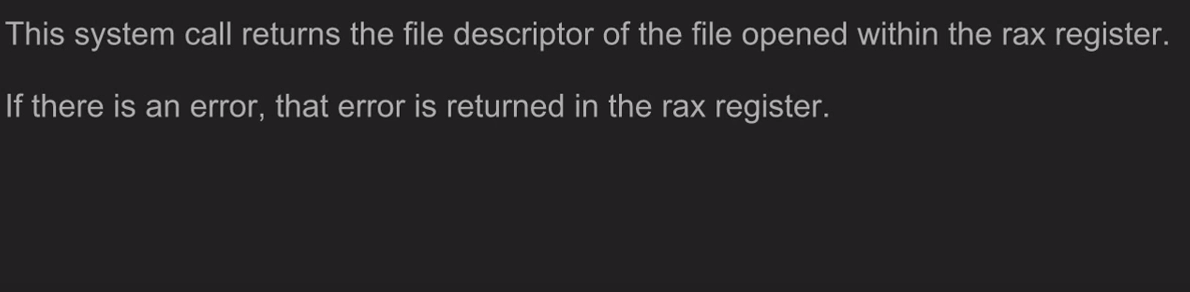 This system call returns the file descriptor of the file opened within the rax register.
If there is an error, that error is returned in the rax register.